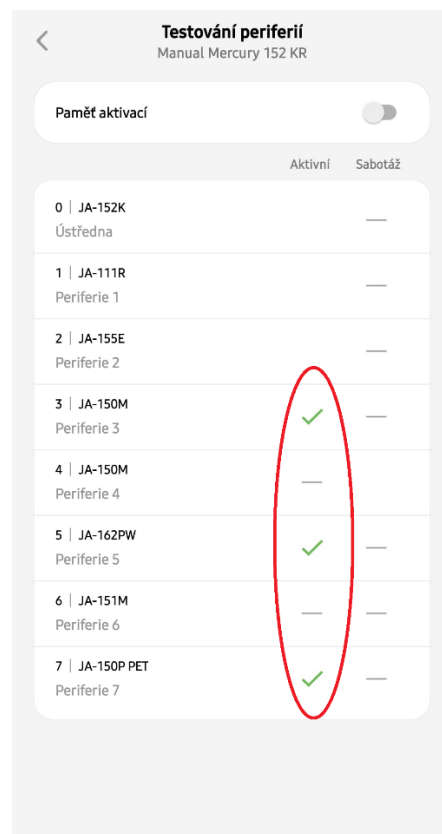 Testování periferií
Manual Mercury 152 KR
Paměť aktivací
Aktivní Sabotáž
0 | JA-152K
Ústředna
1 | JA-111R
Periferie 1
2 | JA-155E
Periferie 2
3 | JA-150M
Periferie 3
4 | JA-150M
Periferie 4
5 | JA-162PW
Periferie 5
6 | JA-151M
Periferie 6
7 | JA-150P PET
Periferie 7